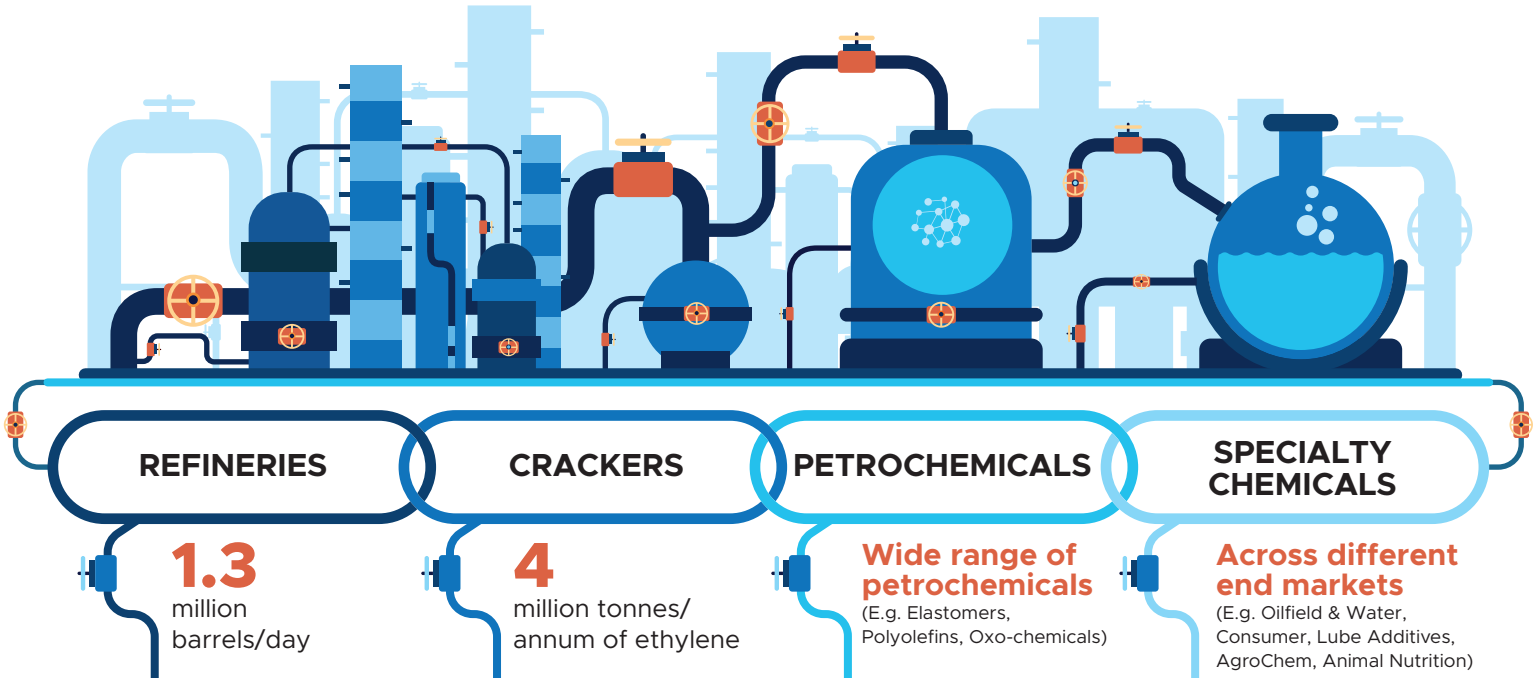 REFINERIES
CRACKERS
PETROCHEMICALS
SPECIALTY
CHEMICALS
1.3
million
barrels/day
4
million tonnes/
annum of ethylene
Wide range of
petrochemicals
(E.g. Elastomers,
Polyolefins, Oxo-chemicals)
Across different
end markets
(E.g. Oilfield & Water,
Consumer, Lube Additives,
AgroChem, Animal Nutrition)